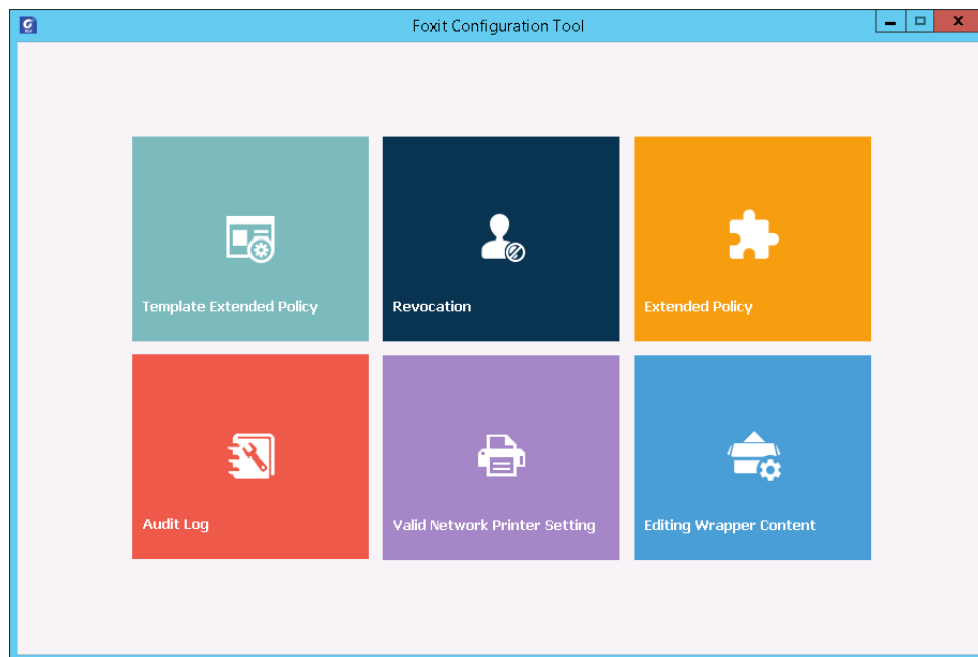 Foxit Configuration Tool
Template Extended Policy
Revocation
Extended Policy
Audit Log
Valid Network Printer Setting
Editing Wrapper Content